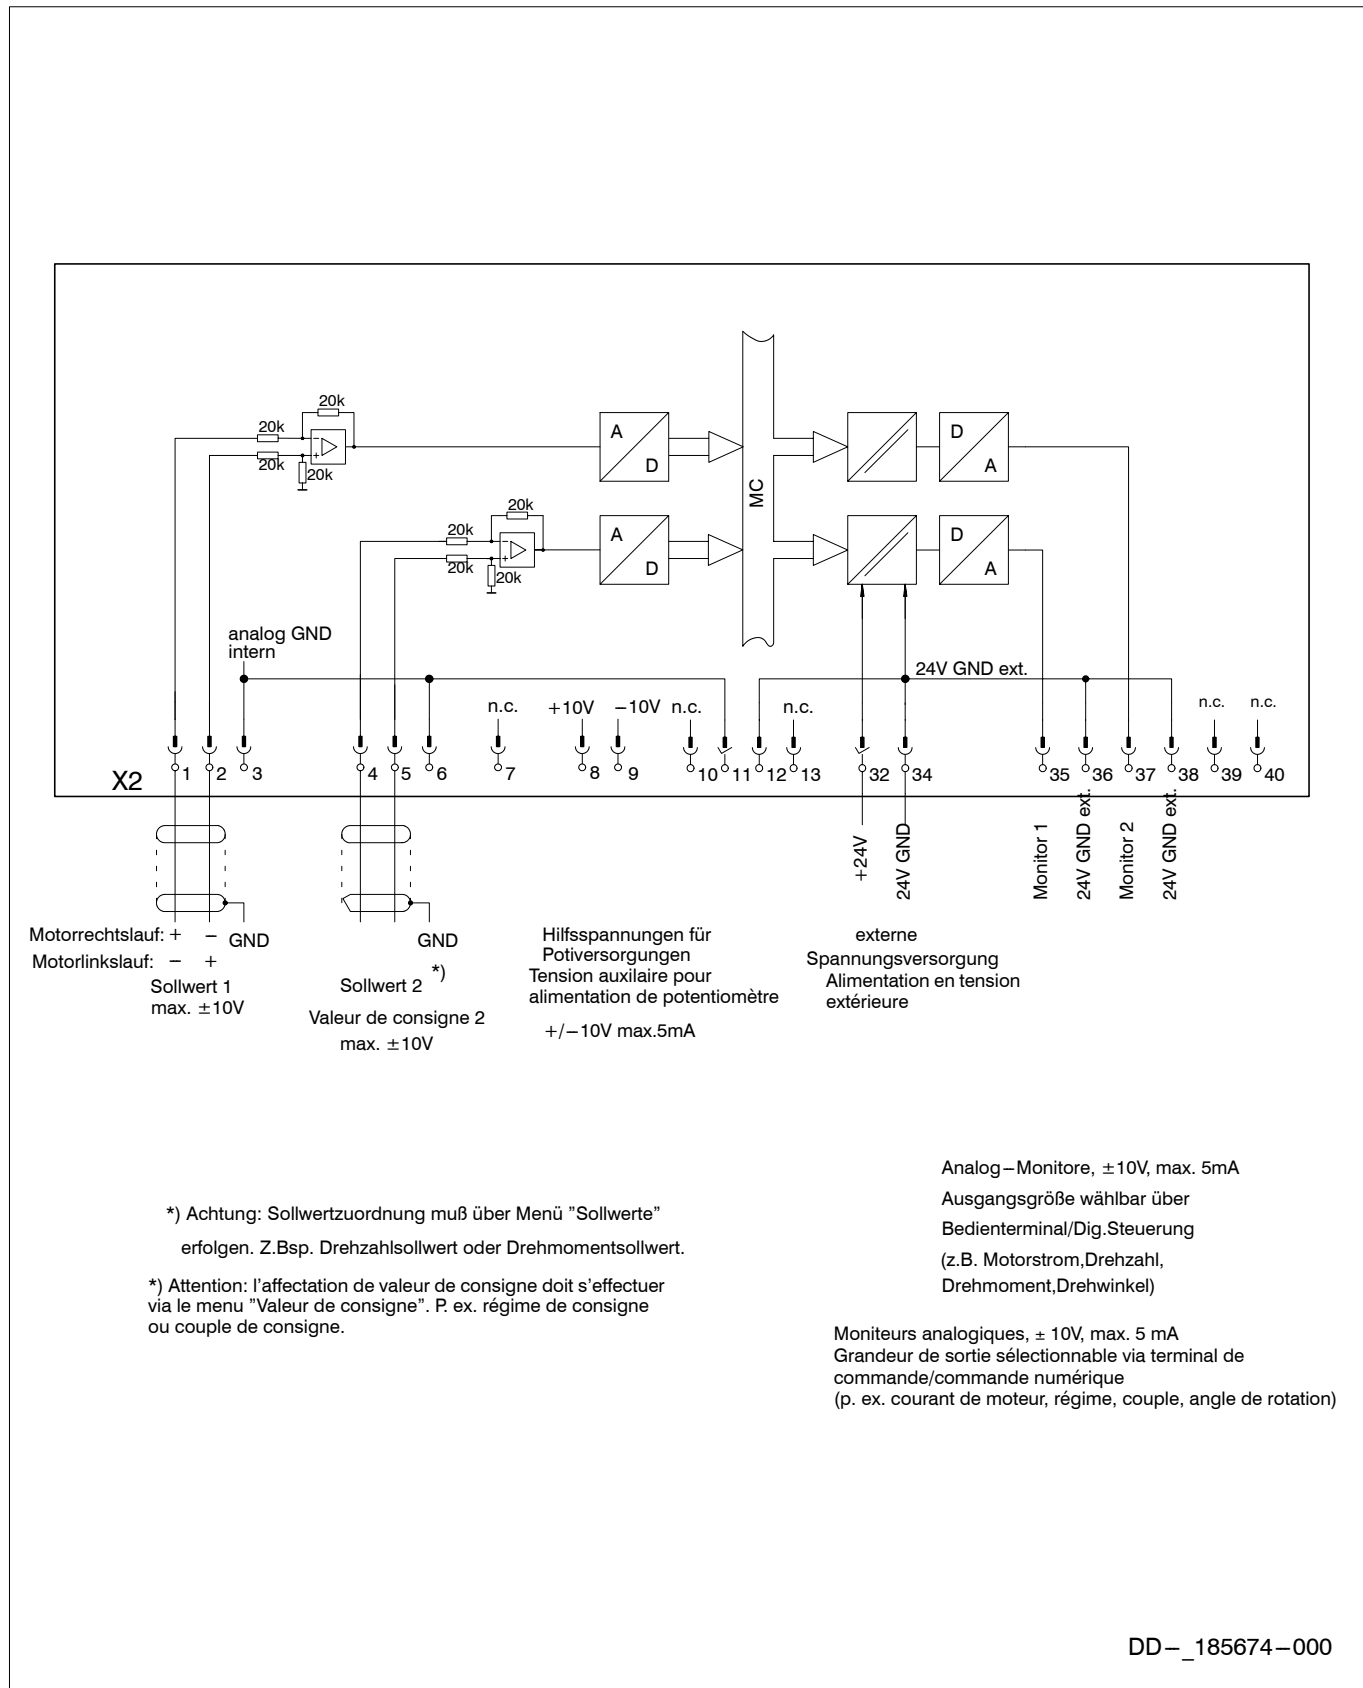 20k
20k
20k
20k
A
D
D
A
MC
20k
20k
20k
20k
A
D
D
A
analog GND
intern
24V GND ext.
n.c.
+10V
−10V
n.c.
n.c.
n.c.
n.c.
X2
1
2
3
4
5
6
7
8
9
10
11
12
13
32
34
35
36
37
38
39
40
+24V
24V GND
Monitor 1
24V GND ext.
Monitor 2
24V GND ext.
Motorrechtslauf: + − GND
Motorlinkslauf: − +
Sollwert 1
max. ±10V
GND
Sollwert 2 *)
Valeur de consigne 2
max. ±10V
Hilfsspannungen für
Potiversorgungen
Tension auxilaire pour
alimentation de potentiomètre
+/−10V max.5mA
externe
Spannungsversorgung
Alimentation en tension
extérieure
Analog−Monitore, ±10V, max. 5mA
Ausgangsgröße wählbar über
Bedienterminal/Dig.Steuerung
(z.B. Motorstrom,Drehzahl,
Drehmoment,Drehwinkel)
*) Achtung: Sollwertzuordnung muß über Menü ”Sollwerte”
erfolgen. Z.Bsp. Drehzahlsollwert oder Drehmomentsollwert.
*) Attention: l’affectation de valeur de consigne doit s’effectuer
via le menu ”Valeur de consigne”. P. ex. régime de consigne
ou couple de consigne.
Moniteurs analogiques, ± 10V, max. 5 mA
Grandeur de sortie sélectionnable via terminal de
commande/commande numérique
(p. ex. courant de moteur, régime, couple, angle de rotation)
DD−_185674−000